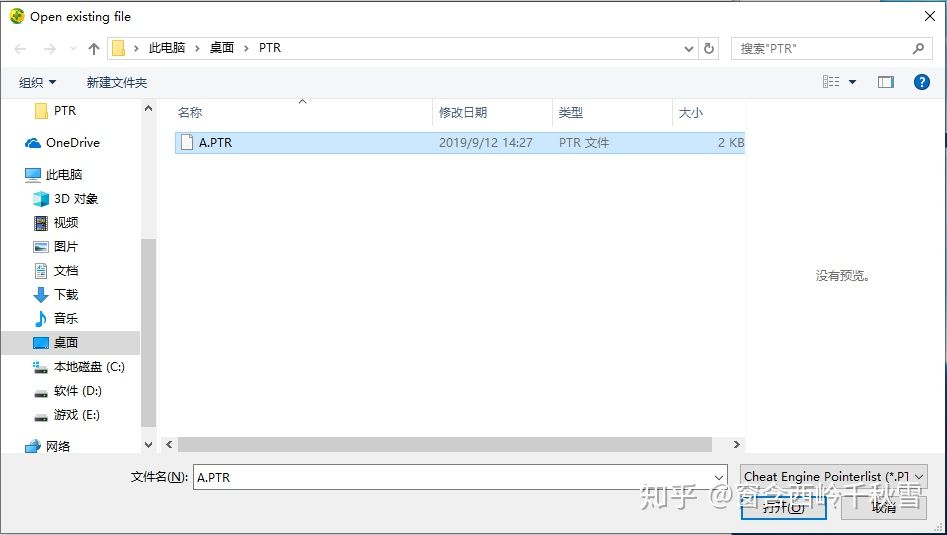 Open existing file
此电脑 › 桌面 › PTR
搜索"PTR"
组织
新建文件夹
PTR
OneDrive
此电脑
3D 对象
视频
图片
文档
下载
音乐
桌面
本地磁盘 (C:)
软件 (D:)
游戏 (E:)
网络
名称 修改日期 类型 大小
A.PTR 2019/9/12 14:27 PTR 文件 2 KB
没有预览。
文件名(N): A.PTR
Cheat Engine Pointerlist (*.PT
打开(O) 取消
知乎 @窗含西岭千秋雪